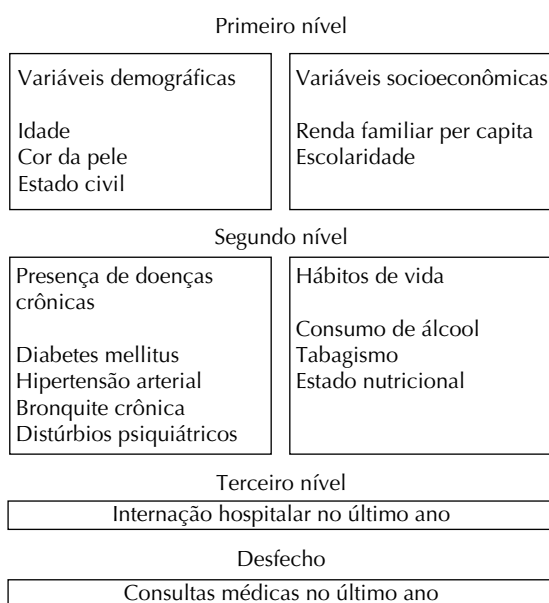 Primeiro nível
Variáveis demográficas
Idade
Cor da pele
Estado civil
Variáveis socioeconômicas
Renda familiar per capita
Escolaridade
Segundo nível
Presença de doenças
crônicas
Diabetes mellitus
Hipertensão arterial
Bronquite crônica
Distúrbios psiquiátricos
Hábitos de vida
Consumo de álcool
Tabagismo
Estado nutricional
Terceiro nível
Internação hospitalar no último ano
Desfecho
Consultas médicas no último ano